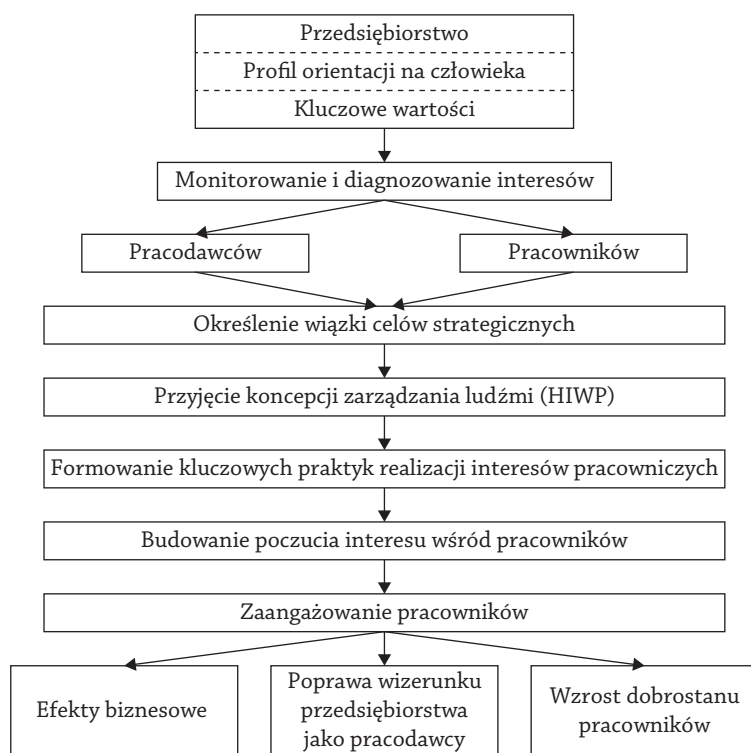 Przedsiębiorstwo
Profil orientacji na człowieka
Kluczowe wartości
Monitorowanie i diagnozowanie interesów
Pracodawców
Pracowników
Określenie wiązki celów strategicznych
Przyjęcie koncepcji zarządzania ludźmi (HIWP)
Formowanie kluczowych praktyk realizacji interesów pracowniczych
Budowanie poczucia interesu wśród pracowników
Zaangażowanie pracowników
Efekty biznesowe
Poprawa wizerunku
przedsiębiorstwa
jako pracodawcy
Wzrost dobrostanu
pracowników